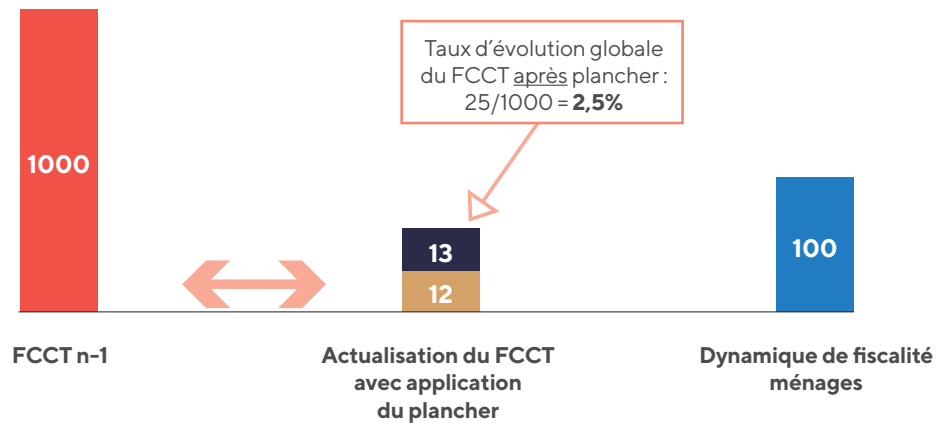 Taux d'évolution globale
du FCCT après plancher :
25/1000 = 2,5%
1000
13
12
100
FCCT n-1
Actualisation du FCCT
avec application
du plancher
Dynamique de fiscalité
ménages